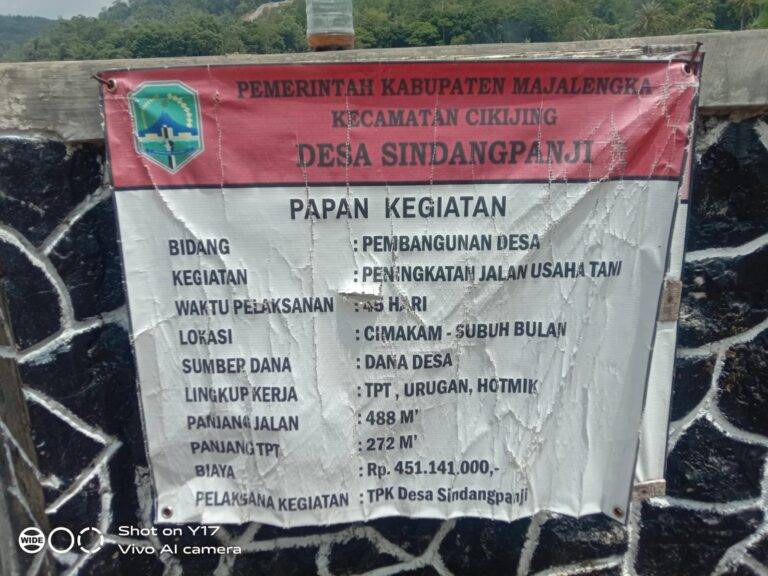 PEMERINTAH KABUPATEN MAJALENGKA
KECAMATAN CIKIJING
DESA SINDANGPANJI
PAPAN KEGIATAN
BIDANG : PEMBANGUNAN DESA
KEGIATAN : PENINGKATAN JALAN USAHA TANI
WAKTU PELAKSANAN : 45 HARI
LOKASI : CIMAKAM - SUBUH BULAN
SUMBER DANA : DANA DESA
LINGKUP KERJA : TPT , URUGAN, HOTMIK
PANJANG JALAN : 488 M'
PANJANG TPT : 272 M'
BIAYA : Rp. 451.141.000,-
PELAKSANA KEGIATAN : TPK Desa Sindangpanji
WIDE Shot on Y17
Vivo AI camera